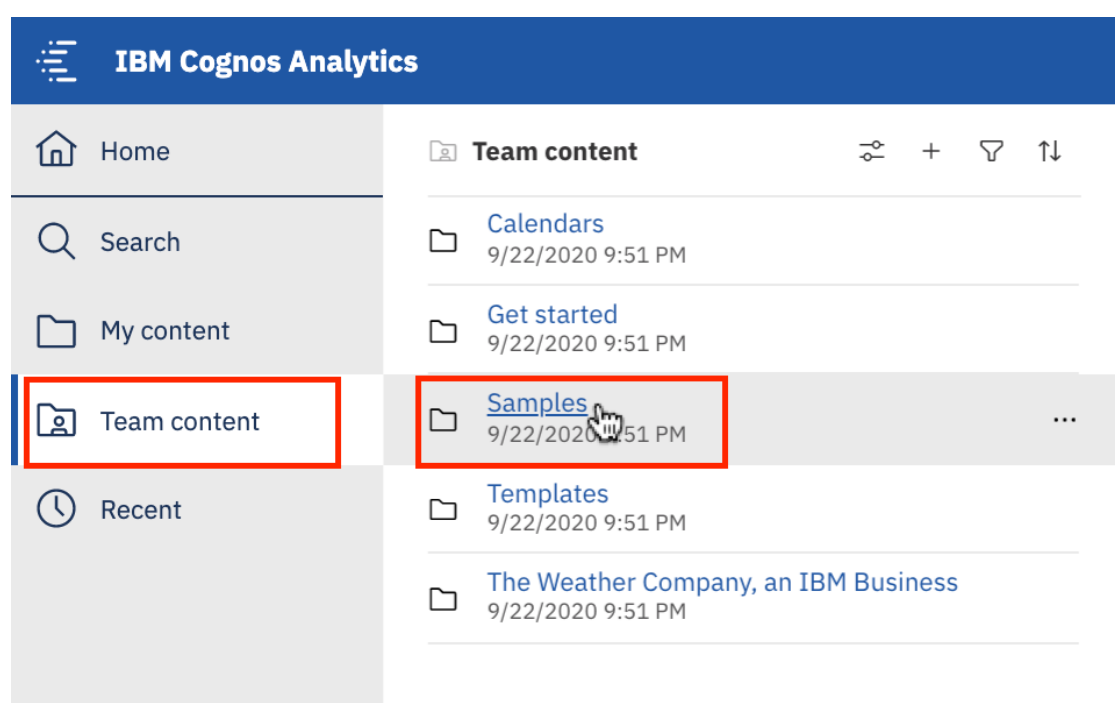 IBM Cognos Analytics
Home
Search
My content
Team content
Recent
Team content
Calendars
9/22/2020 9:51 PM
Get started
9/22/2020 9:51 PM
Samples
9/22/2020 :51 PM
Templates
9/22/2020 9:51 PM
The Weather Company, an IBM Business
9/22/2020 9:51 PM